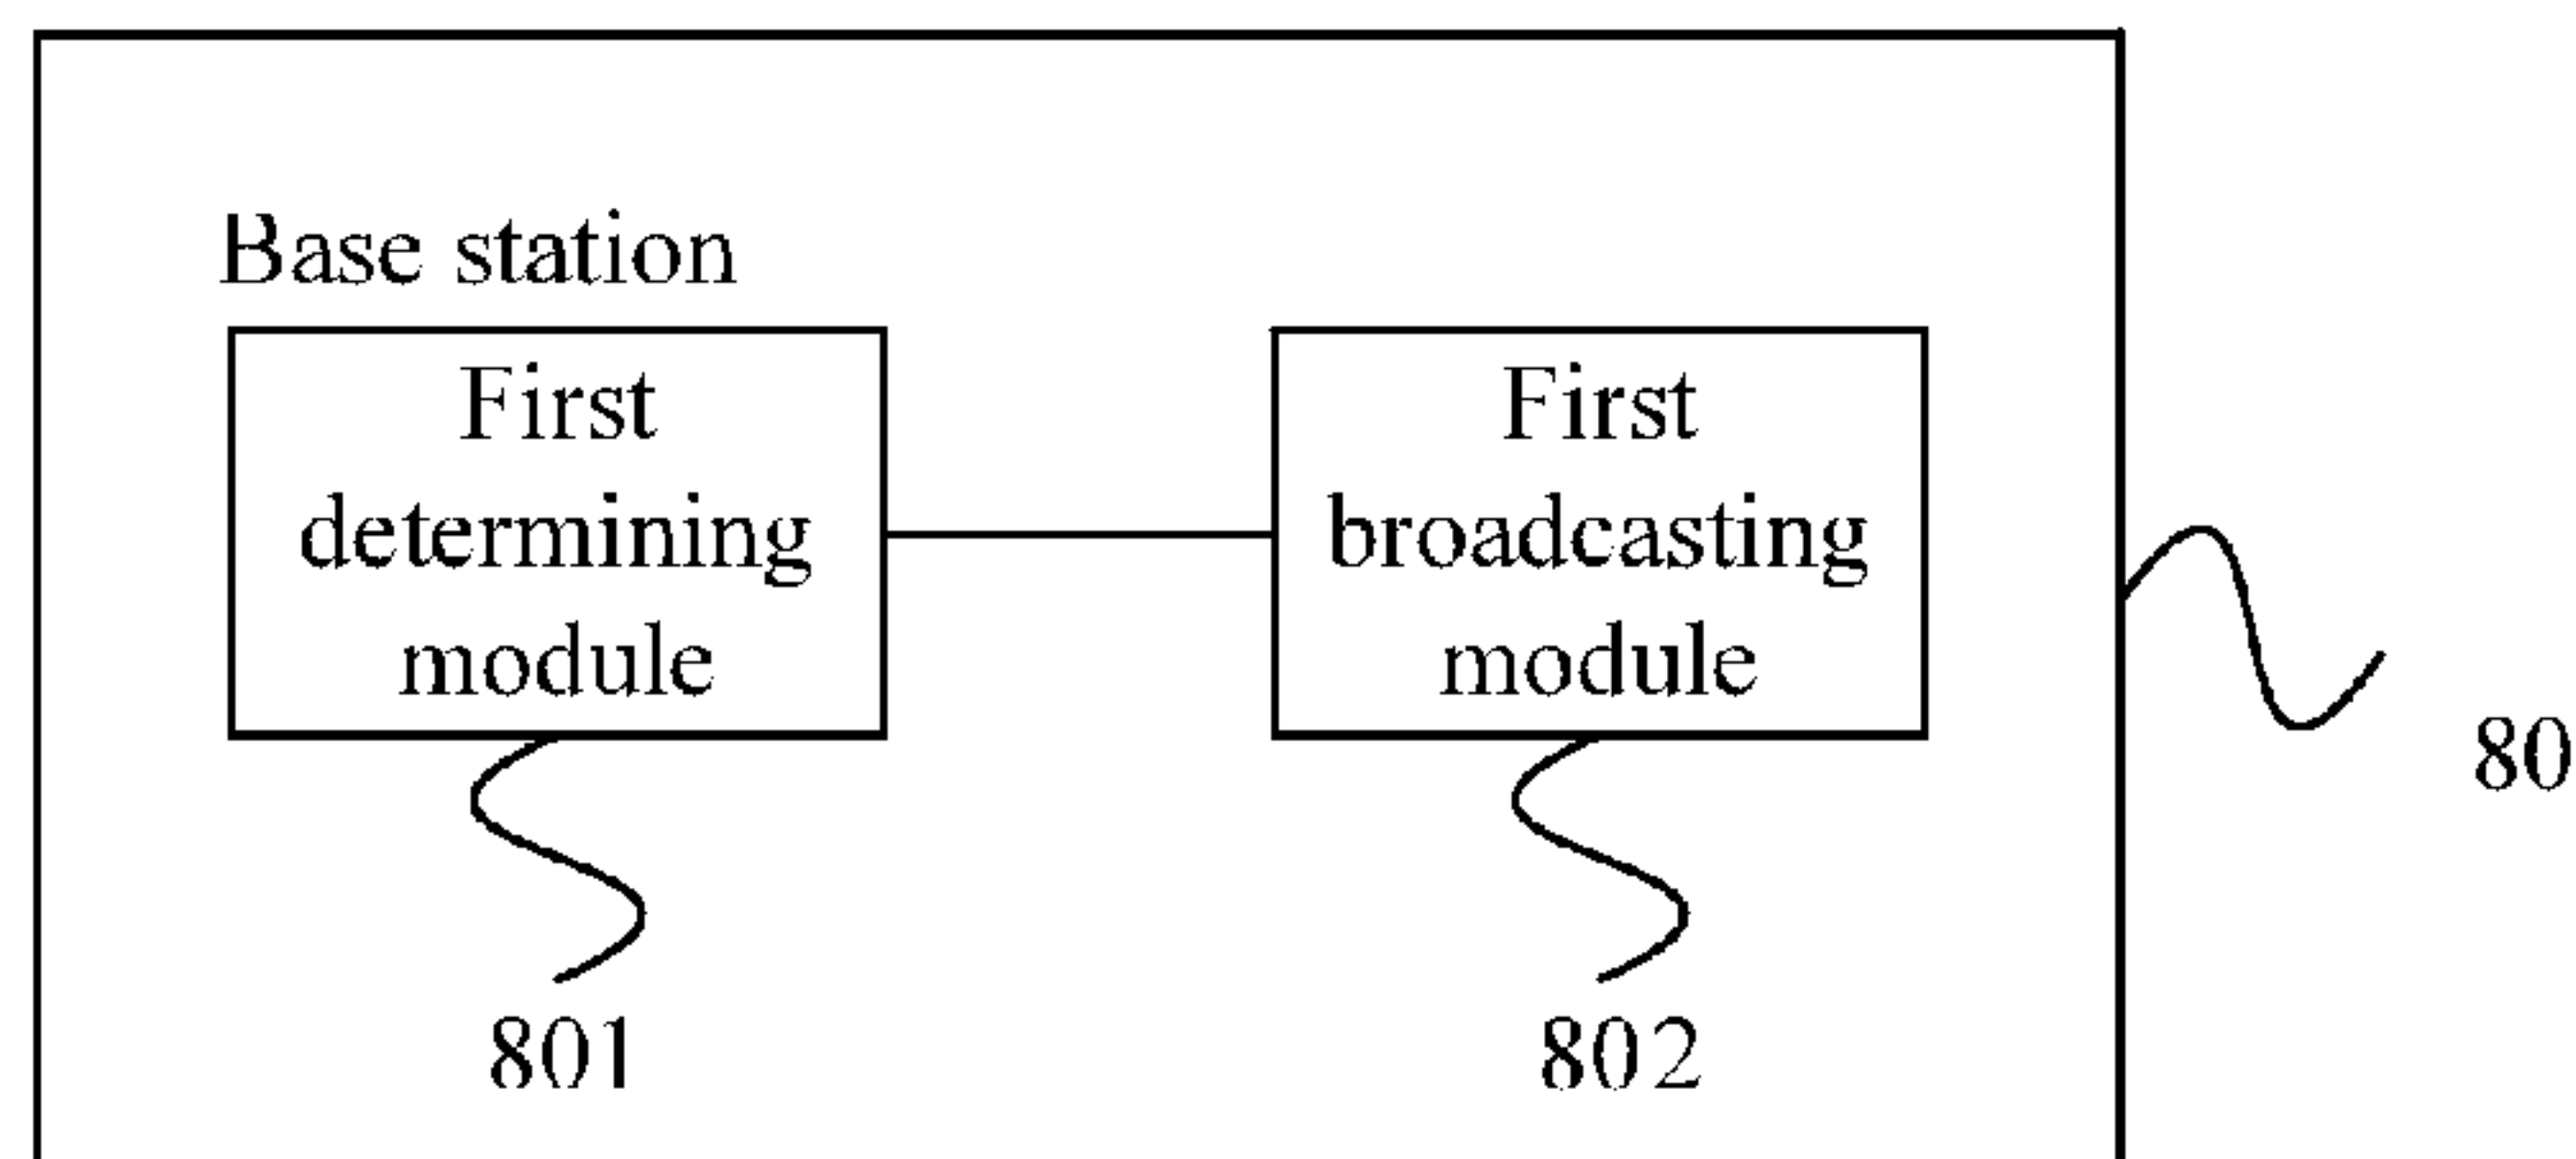 Base station
First
determining
module
First
broadcasting
module
80
801
802